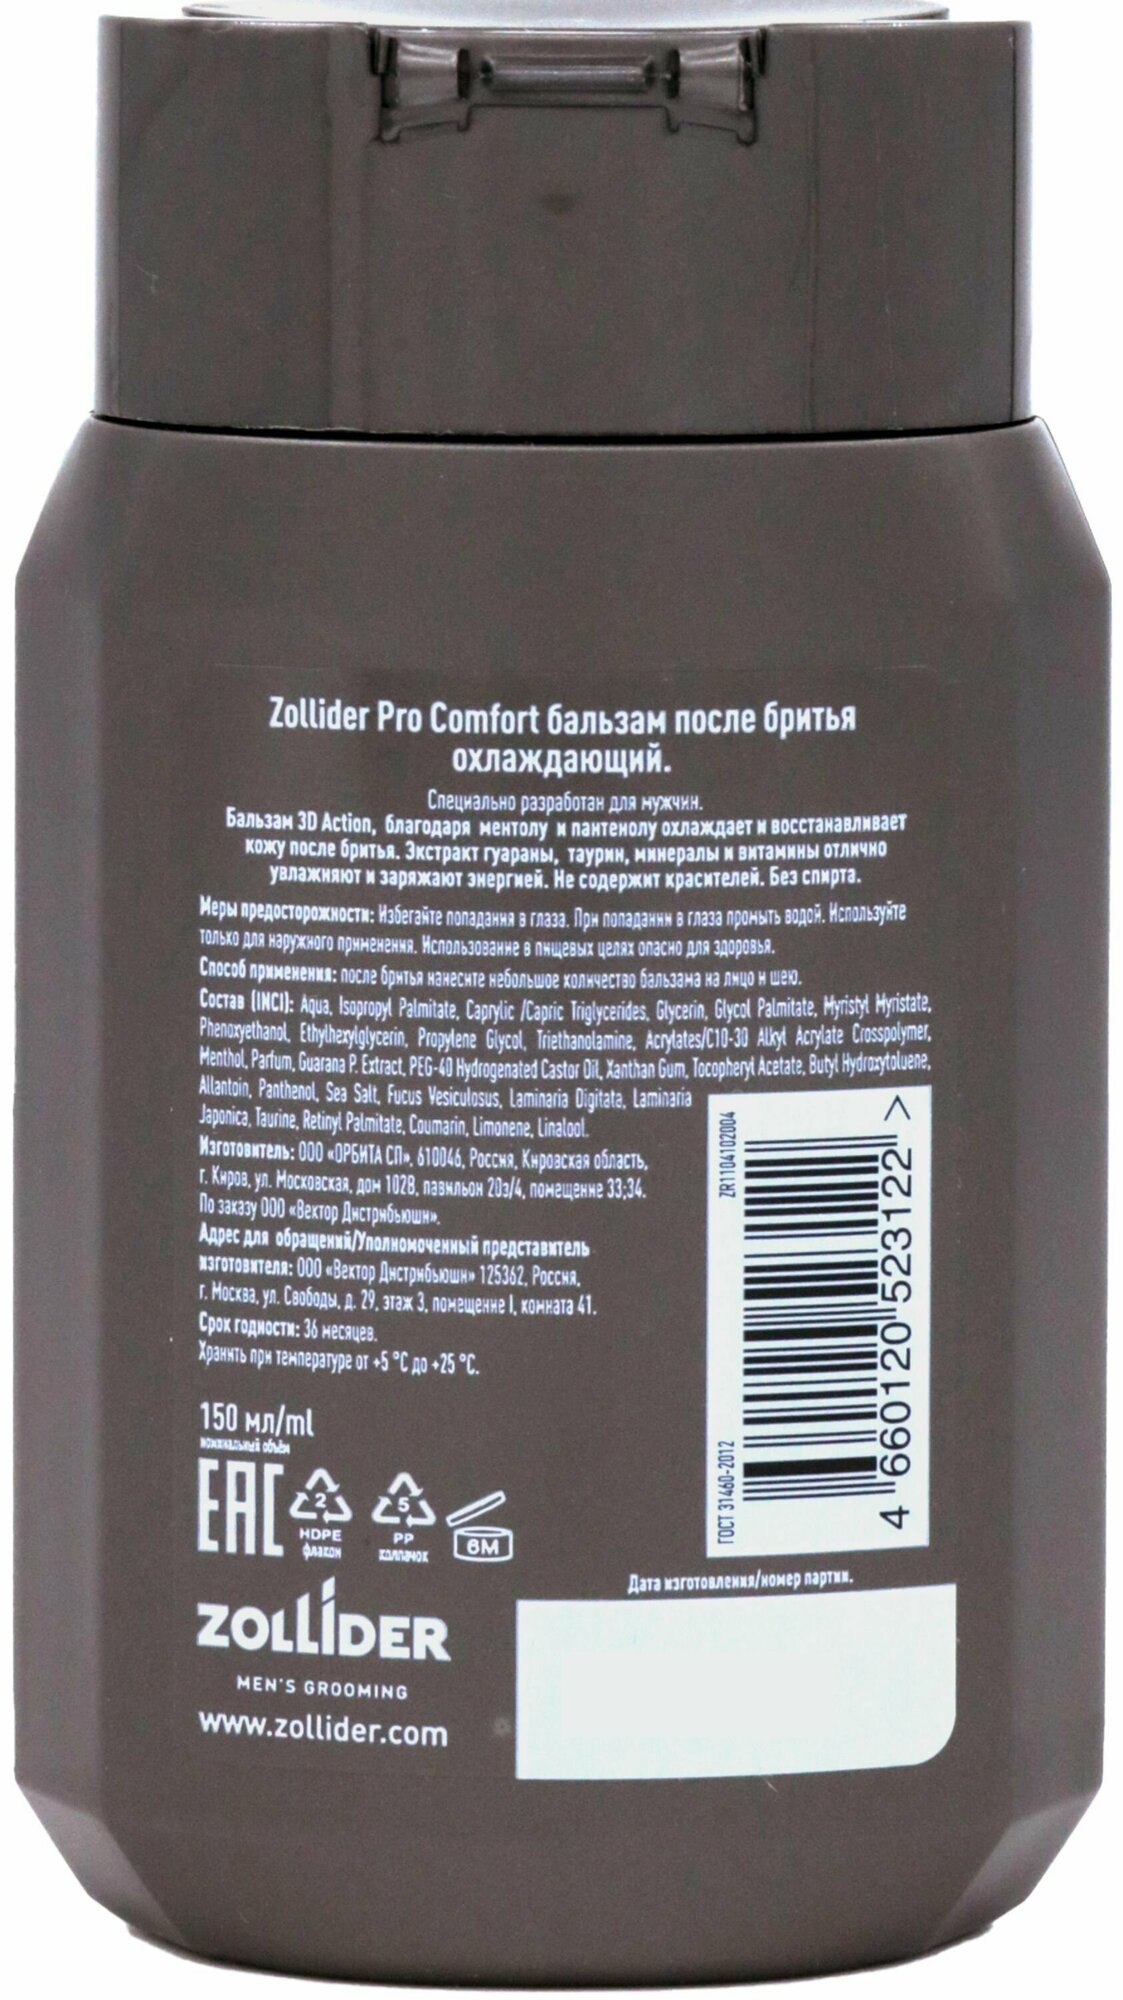 Zollider Pro Comfort бальзам после бритья
охлаждающий.
Специально разработан для мужчин.
Бальзам 3D Action, благодаря ментолу и пантенолу охлаждает и восстанавливает
кожу после бритья. Экстракт гуараны, таурин, минералы и витамины отлично
увлажняют и заряжают энергией. Не содержит красителей. Без спирта.
Меры предосторожности: Избегайте попадания в глаза. При попадании в глаза промыть водой. Используйте
только для наружного применения. Использование в пищевых целях опасно для здоровья.
Способ применения: после бритья нанесите небольшое количество бальзама на лицо и шею.
Состав (INCI): Aqua, Isopropyl Palmitate, Caprylic /Capric Triglycerides, Glycerin, Glycol Palmitate, Myristyl Myristate,
Phenoxyethanol, Ethylhexylglycerin, Propylene Glycol, Triethanolamine, Acrylates/C10-30 Alkyl Acrylate Crosspolymer,
Menthol, Parfum, Guarana P. Extract, PEG-40 Hydrogenated Castor Oil, Xanthan Gum, Tocopheryl Acetate, Butyl Hydroxytoluene,
Allantoin, Panthenol, Sea Salt, Fucus Vesiculosus, Laminaria Digitata, Laminaria
Japonica, Taurine, Retinyl Palmitate, Coumarin, Limonene, Linalool.
Изготовитель: ООО «ОРБИТА СП», 610046, Россия, Кировская область,
г. Киров, ул. Московская, дом 102В, павильон 20з/4, помещение 33;34.
По заказу ООО «Вектор Дистрибьюшн».
Адрес для обращений/Уполномоченный представитель
изготовителя: ООО «Вектор Дистрибьюшн» 125362, Россия,
г. Москва, ул. Свободы, д. 29, этаж 3, помещение I, комната 41.
Срок годности: 36 месяцев.
Хранить при температуре от +5 °С до +25 °С.
ZR1104102004
4 660120 523122 >
ГОСТ 31460-2012
150 мл/ml
номинальный объём
EAC
2
HDPE
флакон
5
PP
колпачок
6M
Дата изготовления/номер партии.
ZOLLIDER
MEN'S GROOMING
www.zollider.com